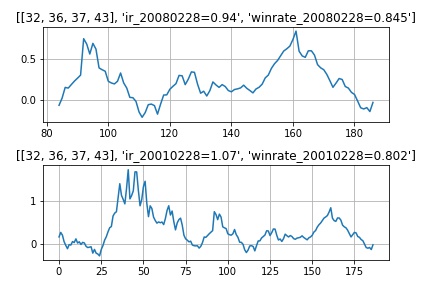 [[32, 36, 37, 43], 'ir_20080228=0.94', 'winrate_20080228=0.845']
0.5
0.0
80 100 120 140 160 180
[[32, 36, 37, 43], 'ir_20010228=1.07', 'winrate_20010228=0.802']
1
0
0 25 50 75 100 125 150 175